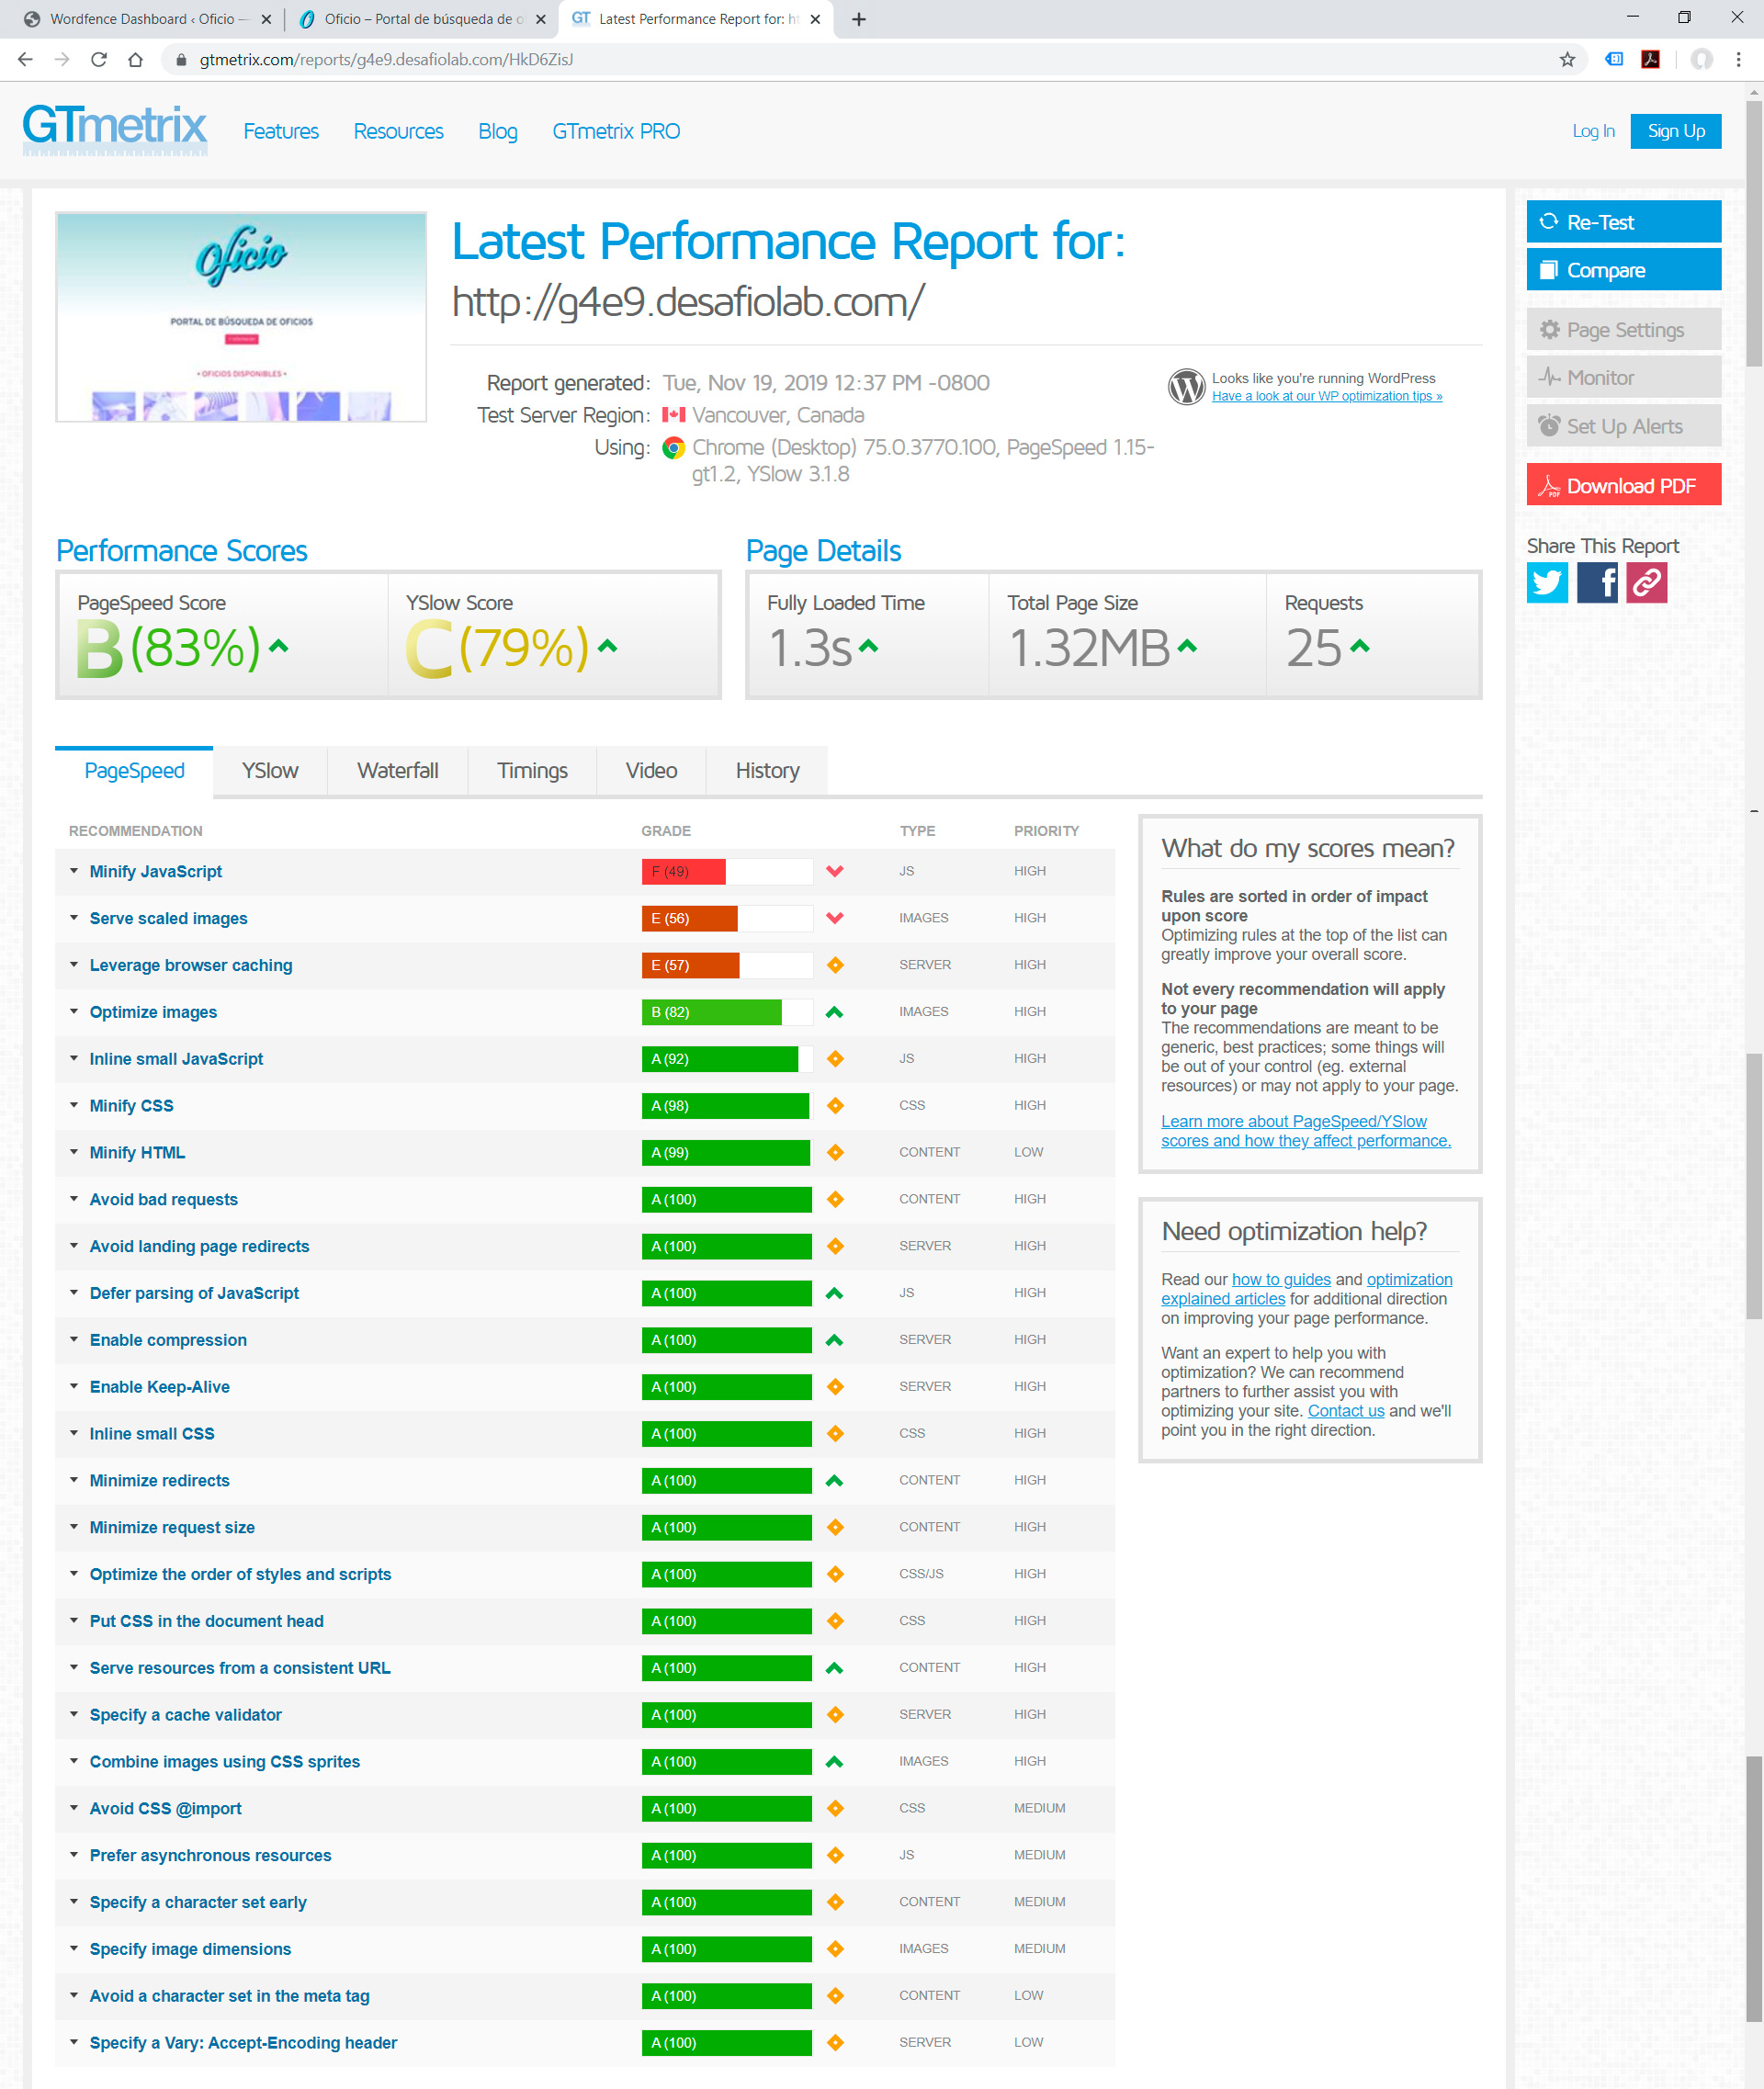 Wordfence Dashboard ‹ Oficio —
Oficio – Portal de búsqueda de o
GT Latest Performance Report for: ht
gtmetrix.com/reports/g4e9.desafiolab.com/HkD6ZisJ
GTmetrix
Features
Resources
Blog
GTmetrix PRO
Log In
Sign Up
Oficio
PORTAL DE BÚSQUEDA DE OFICIOS
• OFICIOS DISPONIBLES •
Latest Performance Report for:
http://g4e9.desafiolab.com/
Report generated: Tue, Nov 19, 2019 12:37 PM -0800
Test Server Region: Vancouver, Canada
Using: Chrome (Desktop) 75.0.3770.100, PageSpeed 1.15-
gt1.2, YSlow 3.1.8
Looks like you're running WordPress
Have a look at our WP optimization tips »
Re-Test
Compare
Page Settings
Monitor
Set Up Alerts
PDF Download PDF
Share This Report
Performance Scores
PageSpeed Score
B (83%)
YSlow Score
C (79%)
Page Details
Fully Loaded Time
1.3s
Total Page Size
1.32MB
Requests
25
PageSpeed
YSlow
Waterfall
Timings
Video
History
RECOMMENDATION GRADE TYPE PRIORITY
Minify JavaScript F (49) JS HIGH
Serve scaled images E (56) IMAGES HIGH
Leverage browser caching E (57) SERVER HIGH
Optimize images B (82) IMAGES HIGH
Inline small JavaScript A (92) JS HIGH
Minify CSS A (98) CSS HIGH
Minify HTML A (99) CONTENT LOW
Avoid bad requests A (100) CONTENT HIGH
Avoid landing page redirects A (100) SERVER HIGH
Defer parsing of JavaScript A (100) JS HIGH
Enable compression A (100) SERVER HIGH
Enable Keep-Alive A (100) SERVER HIGH
Inline small CSS A (100) CSS HIGH
Minimize redirects A (100) CONTENT HIGH
Minimize request size A (100) CONTENT HIGH
Optimize the order of styles and scripts A (100) CSS/JS HIGH
Put CSS in the document head A (100) CSS HIGH
Serve resources from a consistent URL A (100) CONTENT HIGH
Specify a cache validator A (100) SERVER HIGH
Combine images using CSS sprites A (100) IMAGES HIGH
Avoid CSS @import A (100) CSS MEDIUM
Prefer asynchronous resources A (100) JS MEDIUM
Specify a character set early A (100) CONTENT MEDIUM
Specify image dimensions A (100) IMAGES MEDIUM
Avoid a character set in the meta tag A (100) CONTENT LOW
Specify a Vary: Accept-Encoding header A (100) SERVER LOW
What do my scores mean?
Rules are sorted in order of impact
upon score
Optimizing rules at the top of the list can
greatly improve your overall score.
Not every recommendation will apply
to your page
The recommendations are meant to be
generic, best practices; some things will
be out of your control (eg. external
resources) or may not apply to your page.
Learn more about PageSpeed/YSlow
scores and how they affect performance.
Need optimization help?
Read our how to guides and optimization
explained articles for additional direction
on improving your page performance.
Want an expert to help you with
optimization? We can recommend
partners to further assist you with
optimizing your site. Contact us and we'll
point you in the right direction.